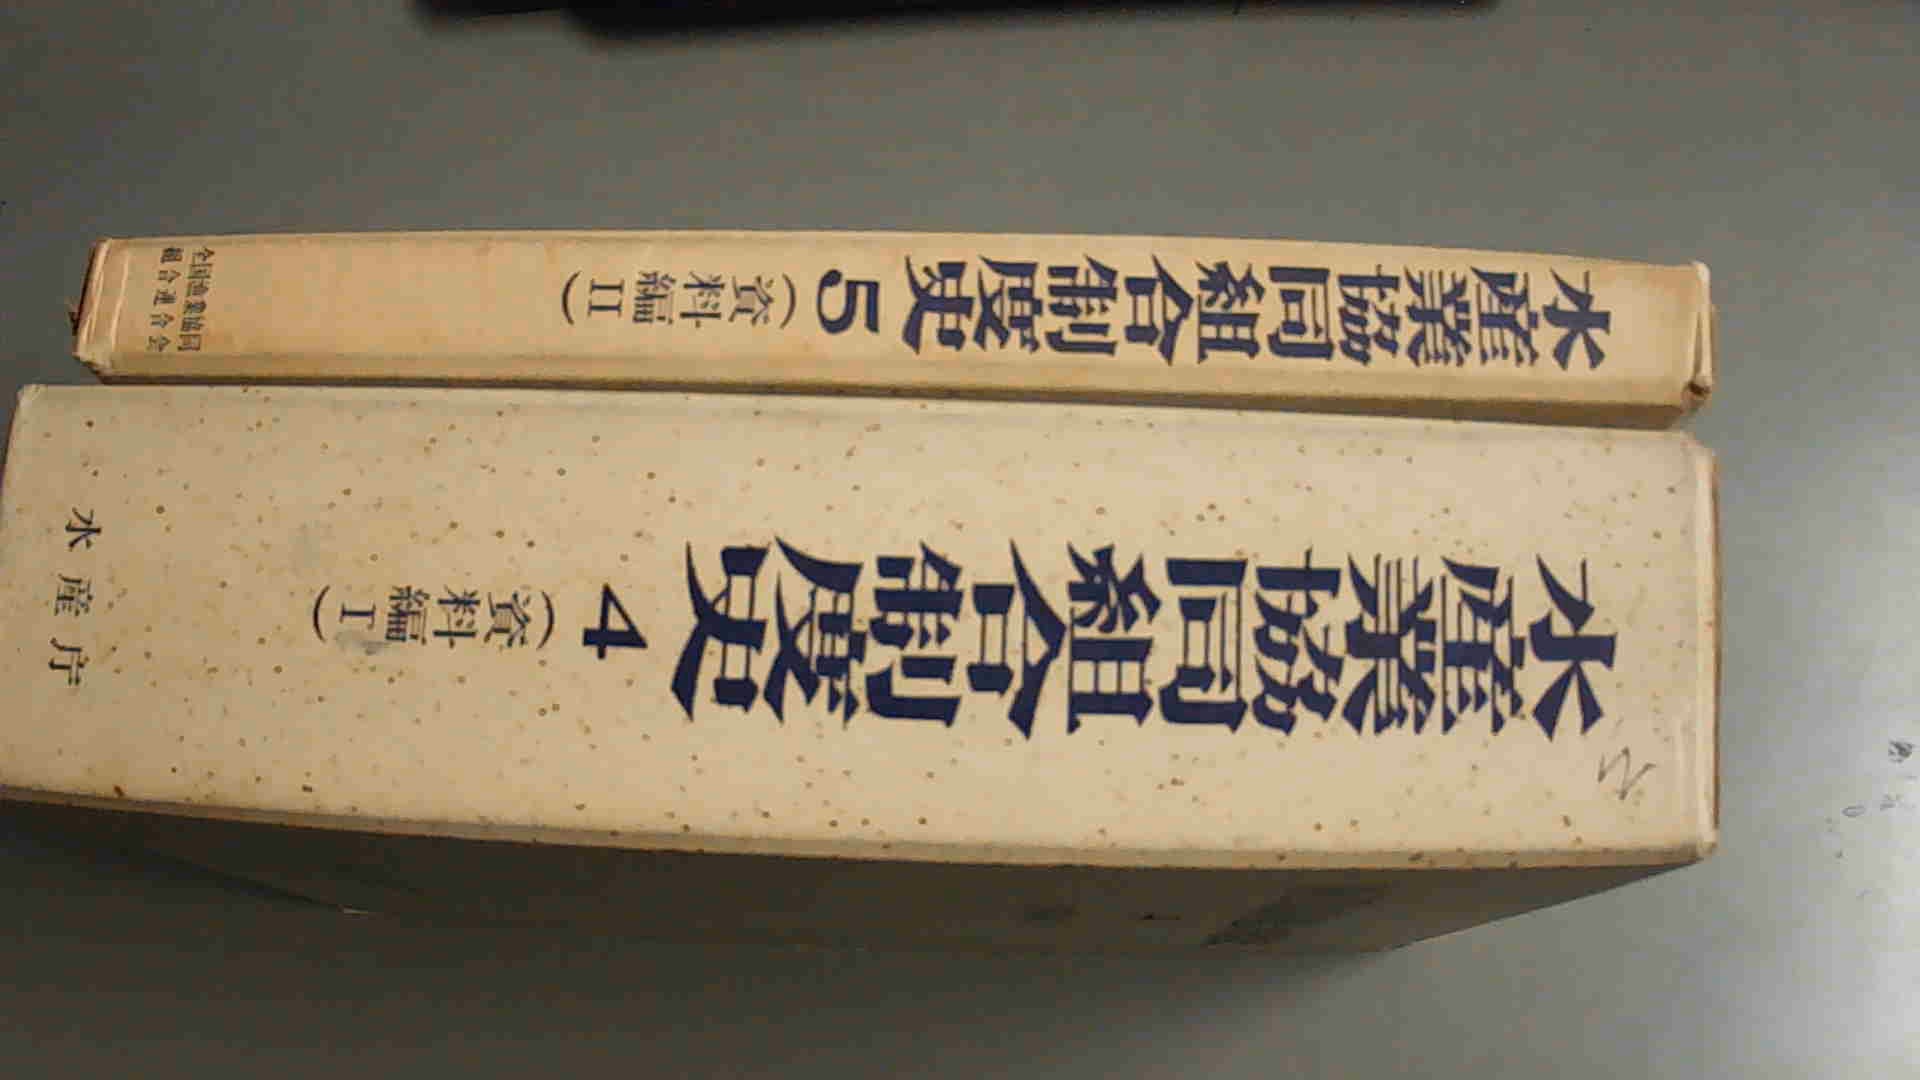 水産業協同組合制度史 5 (資料編II)
全国漁業協同
組合連合会
水産業協同組合制度史 4 (資料編I)
水産庁